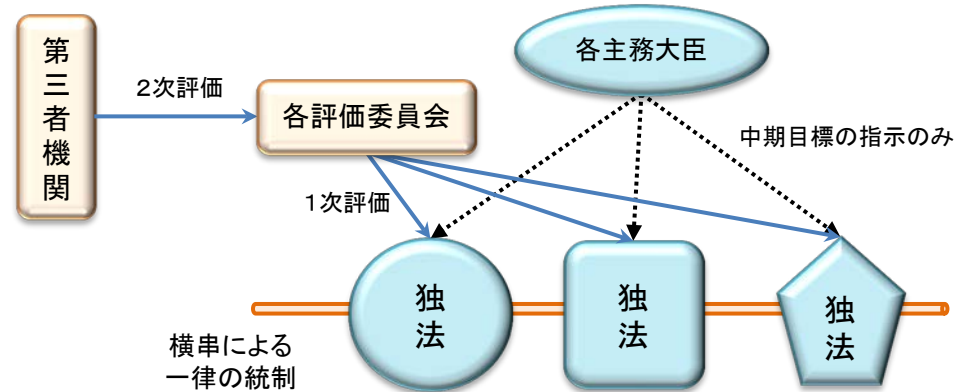 第三者機関
2次評価
各評価委員会
各主務大臣
中期目標の指示のみ
1次評価
独法
独法
独法
横串による
一律の統制